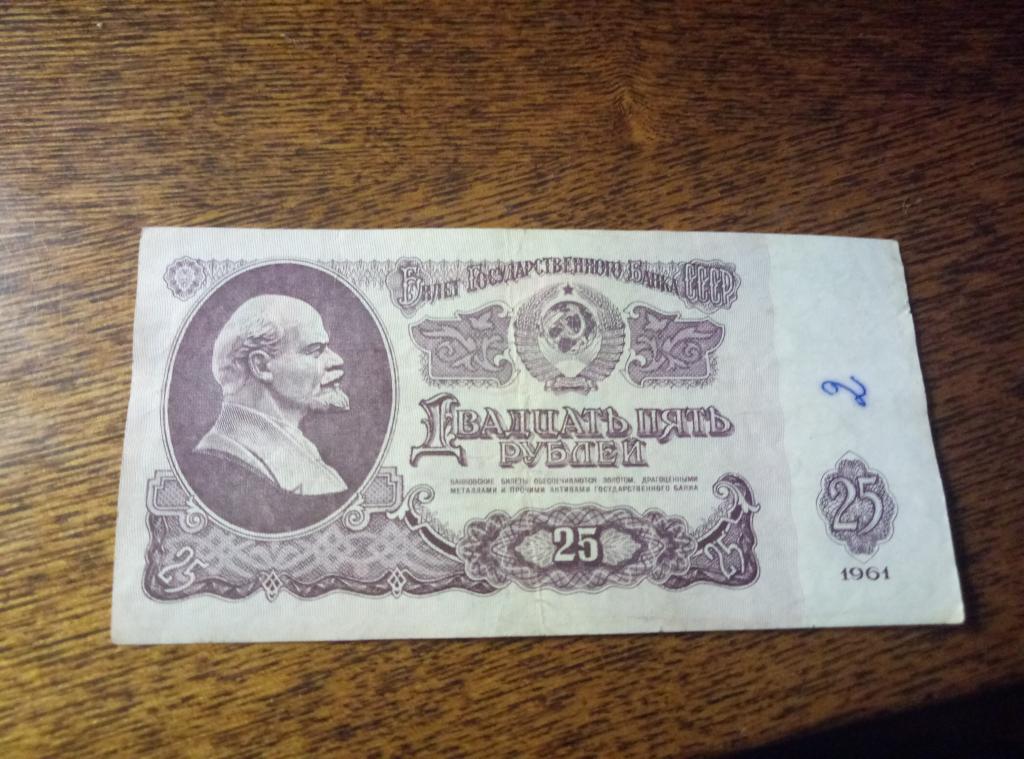 Билет Государственного Банка СССР
Двадцать пять
рублей
БАНКОВСКИЕ БИЛЕТЫ ОБЕСПЕЧИВАЮТСЯ ЗОЛОТОМ, ДРАГОЦЕННЫМИ
МЕТАЛЛАМИ И ПРОЧИМИ АКТИВАМИ ГОСУДАРСТВЕННОГО БАНКА
25
25
25
2
25
1961